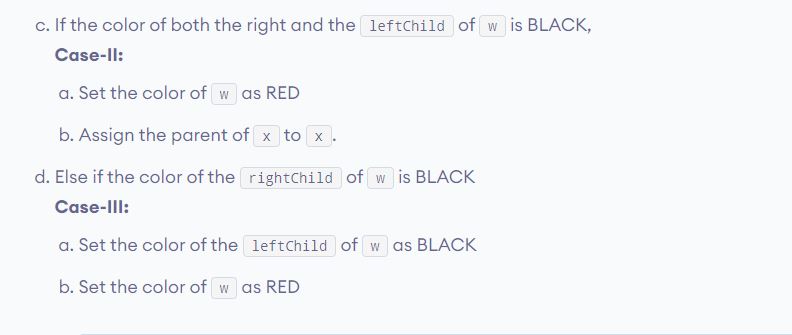 c. If the color of both the right and the leftChild of w is BLACK,
Case-II:
a. Set the color of w as RED
b. Assign the parent of x to x.
d. Else if the color of the rightChild of w is BLACK
Case-III:
a. Set the color of the leftChild of w as BLACK
b. Set the color of w as RED